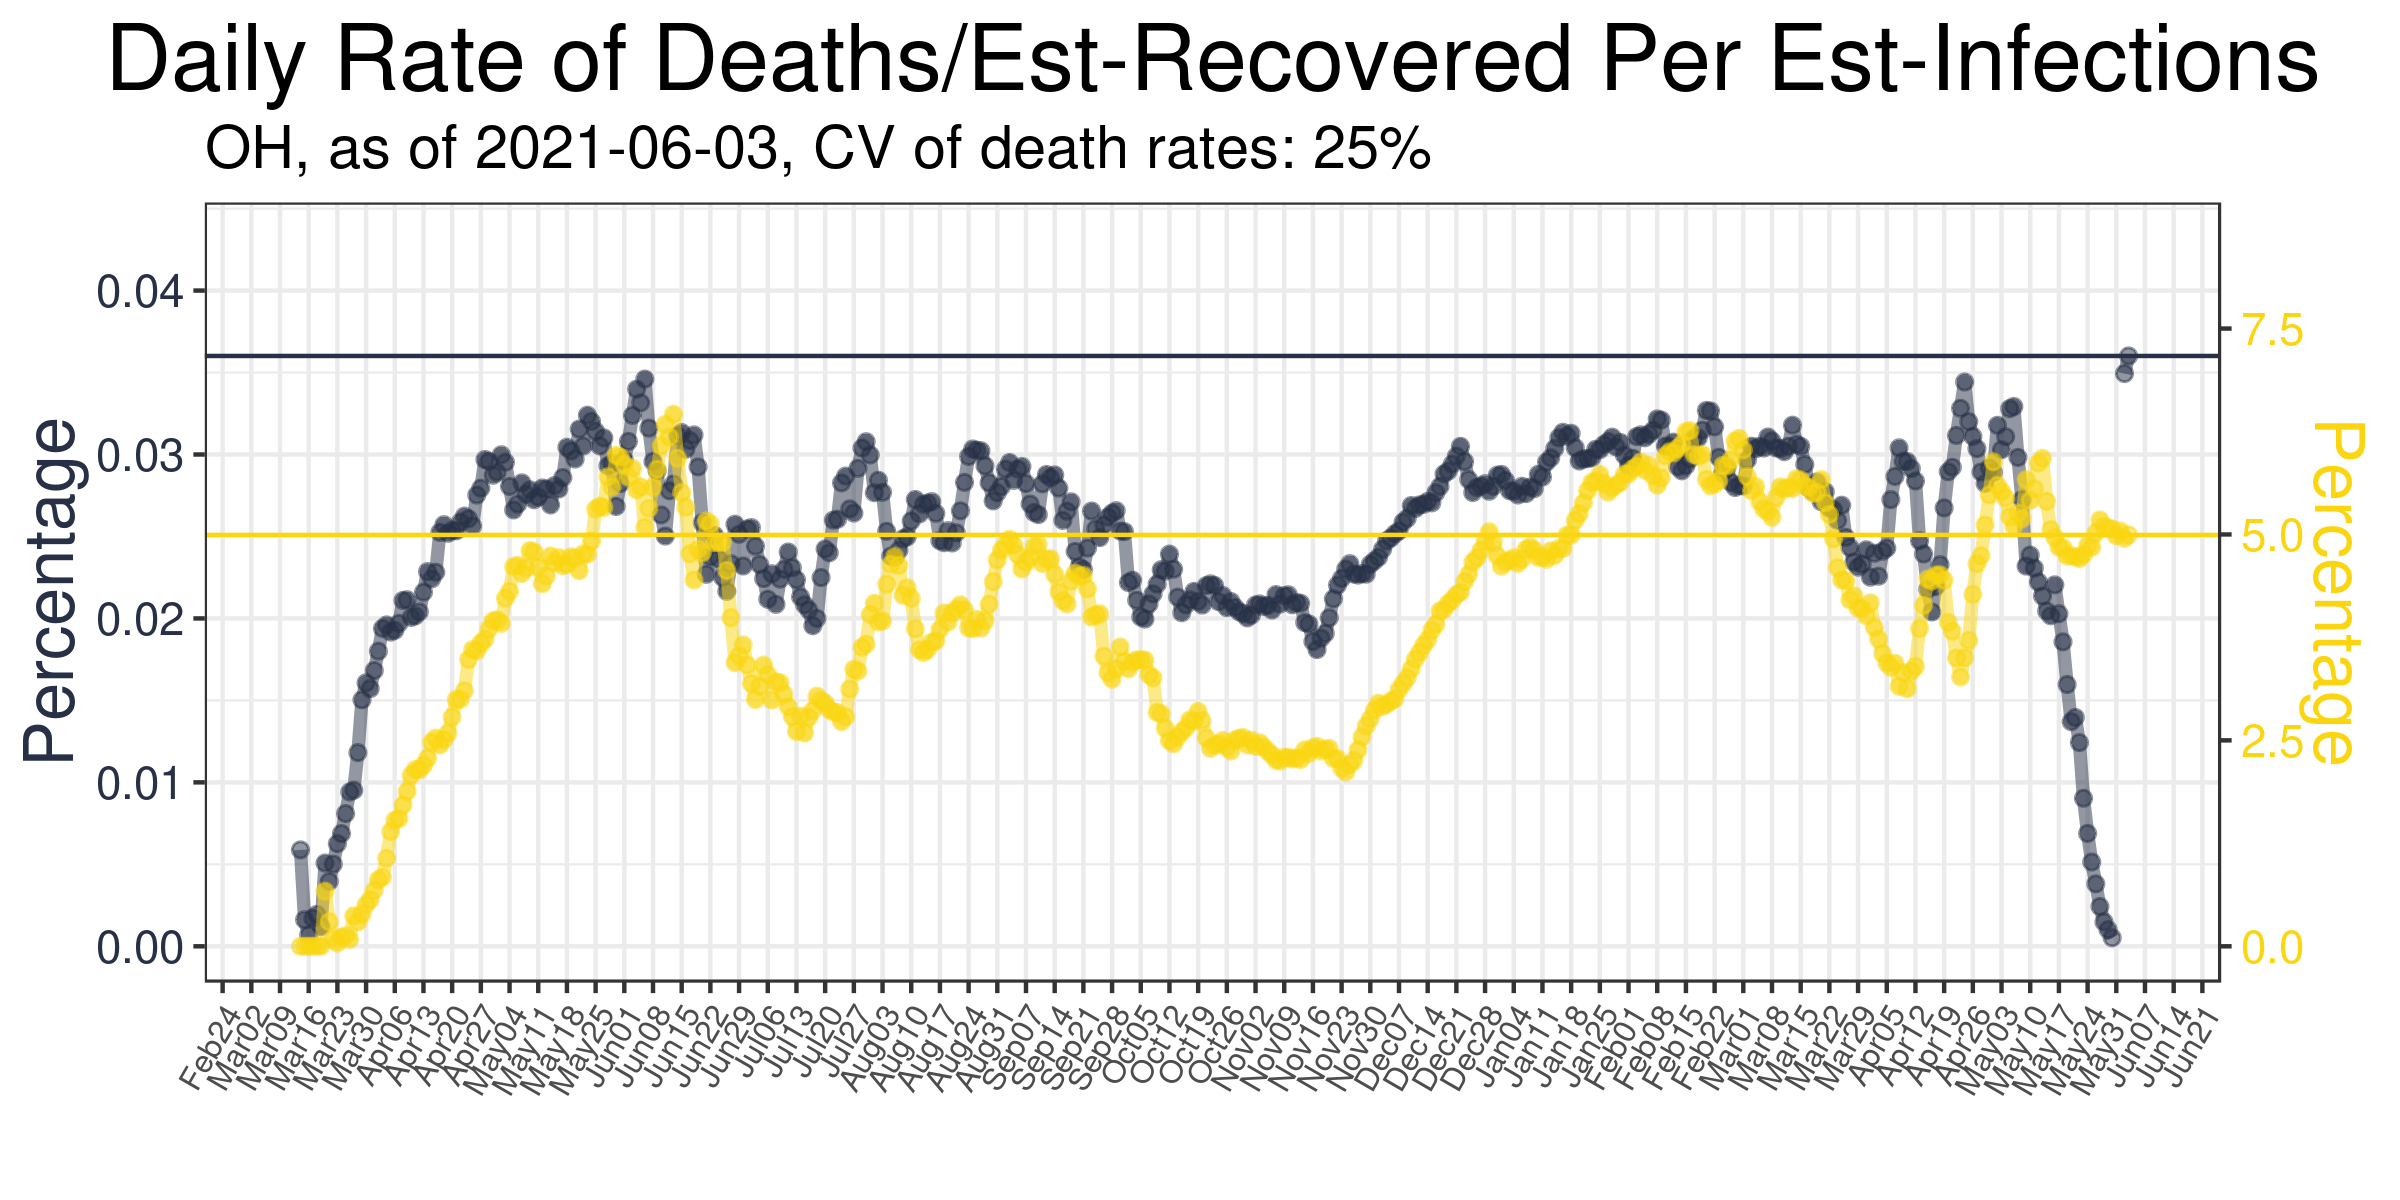 Daily Rate of Deaths/Est-Recovered Per Est-Infections
OH, as of 2021-06-03, CV of death rates: 25%
Percentage
0.04
0.03
0.02
0.01
0.00
7.5
5.0
2.5
0.0
Percentage
Feb24
Mar02
Mar09
Mar16
Mar23
Mar30
Apr06
Apr13
Apr20
Apr27
May04
May11
May18
May25
Jun01
Jun08
Jun15
Jun22
Jun29
Jul06
Jul13
Jul20
Jul27
Aug03
Aug10
Aug17
Aug24
Aug31
Sep07
Sep14
Sep21
Sep28
Oct05
Oct12
Oct19
Oct26
Nov02
Nov09
Nov16
Nov23
Nov30
Dec07
Dec14
Dec21
Dec28
Jan04
Jan11
Jan18
Jan25
Feb01
Feb08
Feb15
Feb22
Mar01
Mar08
Mar15
Mar22
Mar29
Apr05
Apr12
Apr19
Apr26
May03
May10
May17
May24
May31
Jun07
Jun14
Jun21